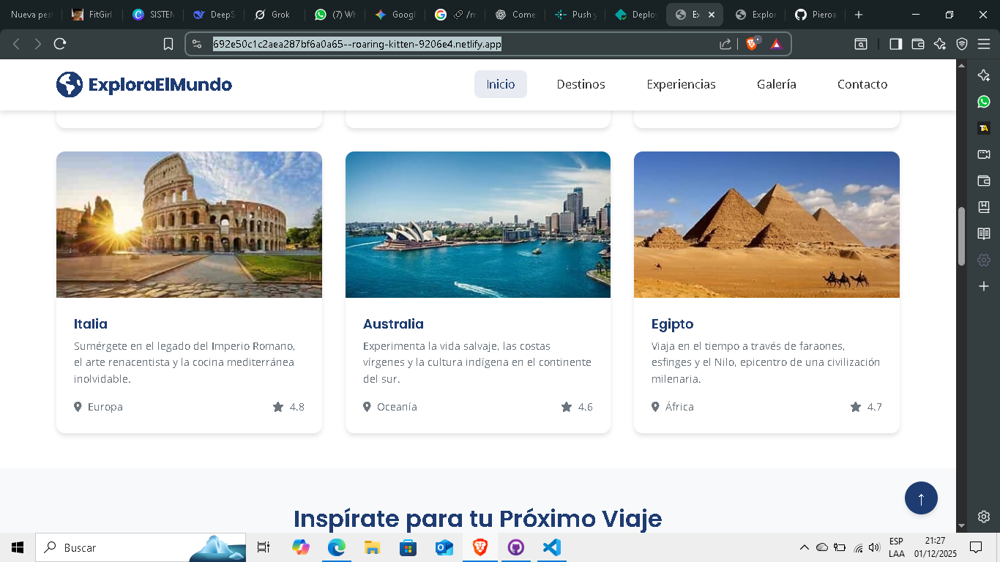 Nueva pest
FitGirl
SISTEM
DeepS
Grok
(7) Wh
Googl
/m
Come
Push y
Deplo
Ex
Explor
Pieroa
692e50c1c2aea287bf6a0a65--roaring-kitten-9206e4.netlify.app
ExploraElMundo
Inicio
Destinos
Experiencias
Galería
Contacto
Italia
Sumérgete en el legado del Imperio Romano,
el arte renacentista y la cocina mediterránea
inolvidable.
Europa
4.8
Australia
Experimenta la vida salvaje, las costas
vírgenes y la cultura indígena en el continente
del sur.
Oceanía
4.6
Egipto
Viaja en el tiempo a través de faraones,
esfinges y el Nilo, epicentro de una civilización
milenaria.
África
4.7
Inspírate para tu Próximo Viaje
Buscar
ESP
LAA
21:27
01/12/2025